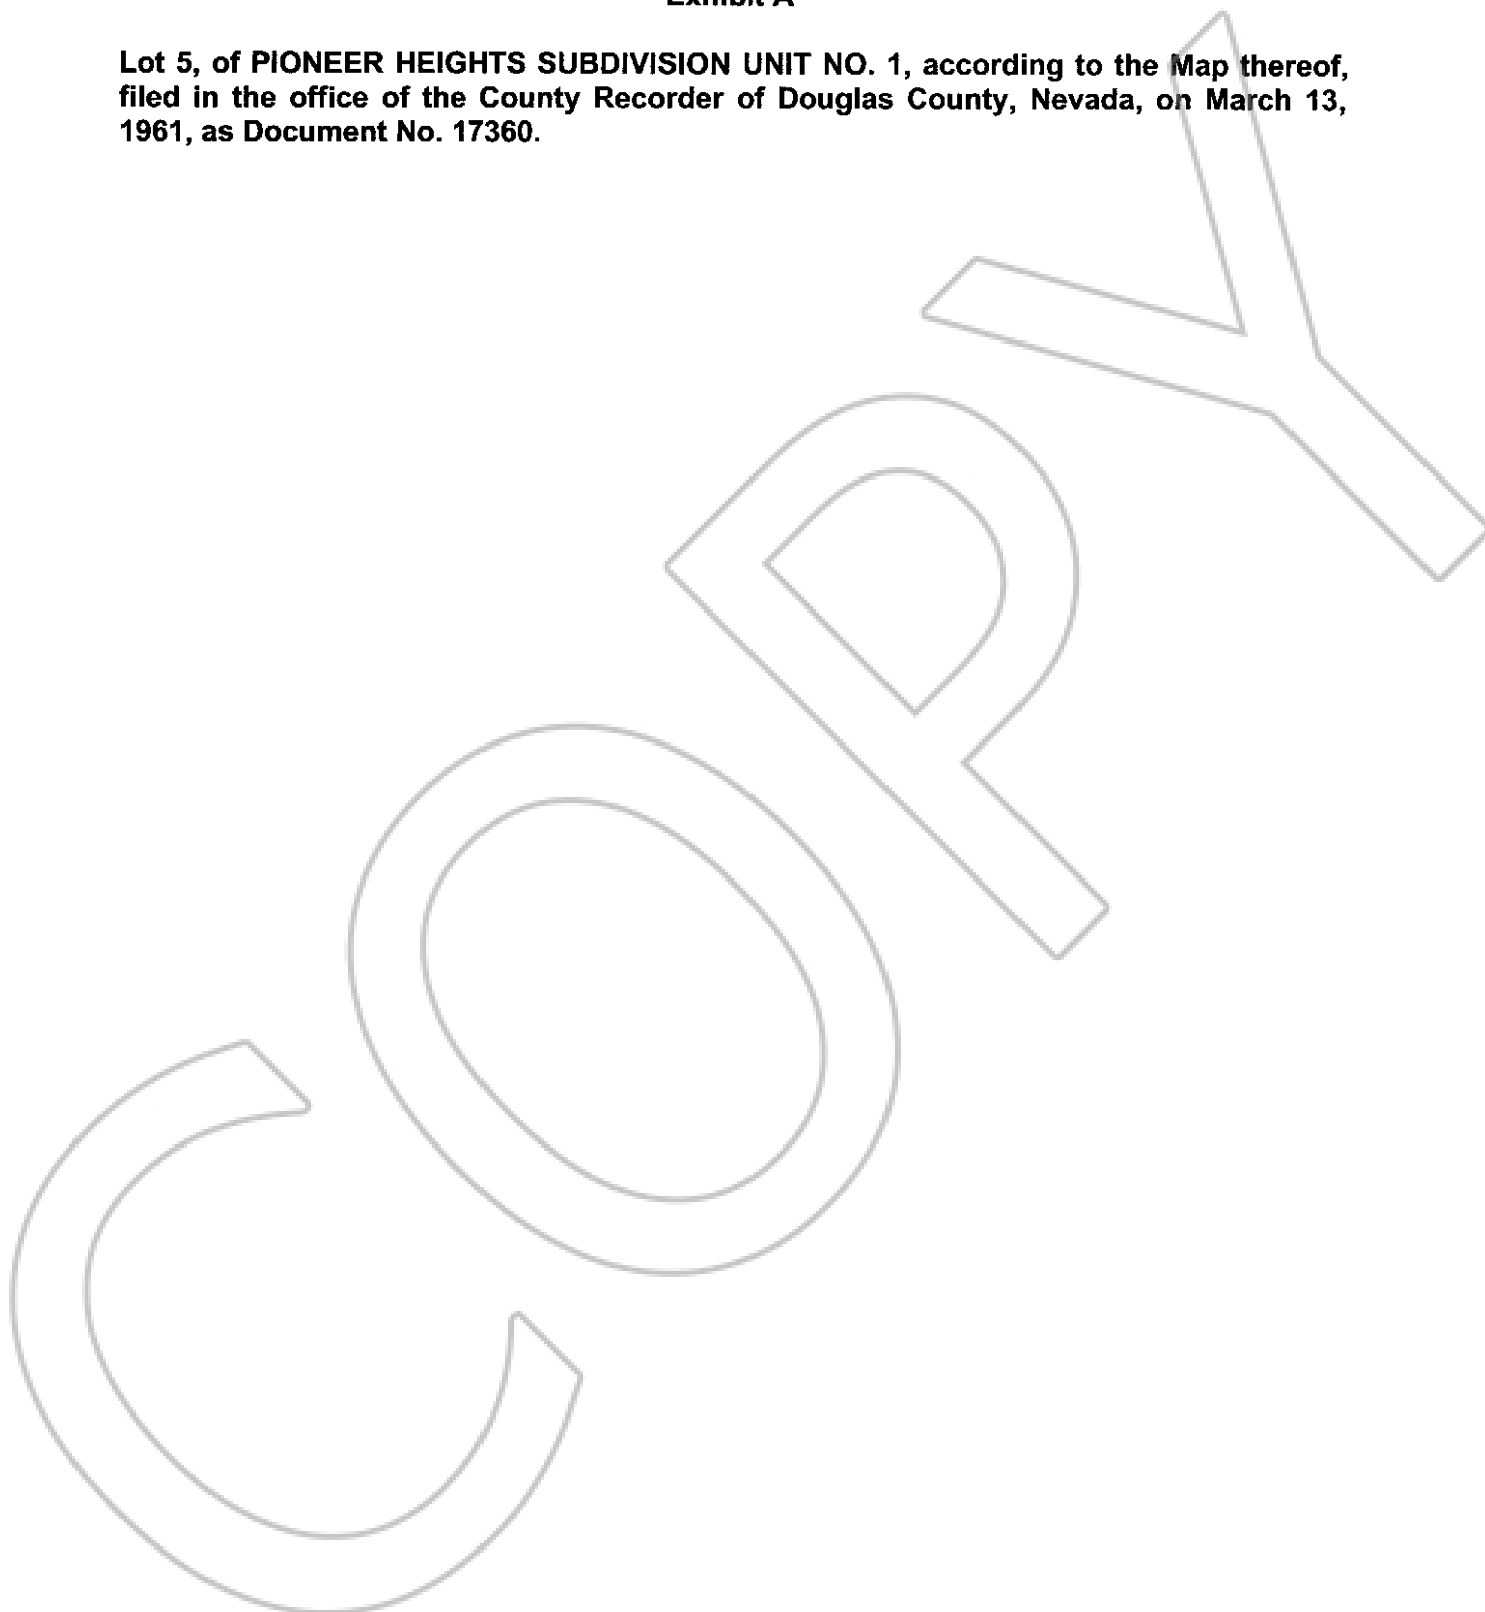 Exhibit A
Lot 5, of PIONEER HEIGHTS SUBDIVISION UNIT NO. 1, according to the Map thereof,
filed in the office of the County Recorder of Douglas County, Nevada, on March 13,
1961, as Document No. 17360.
COPY